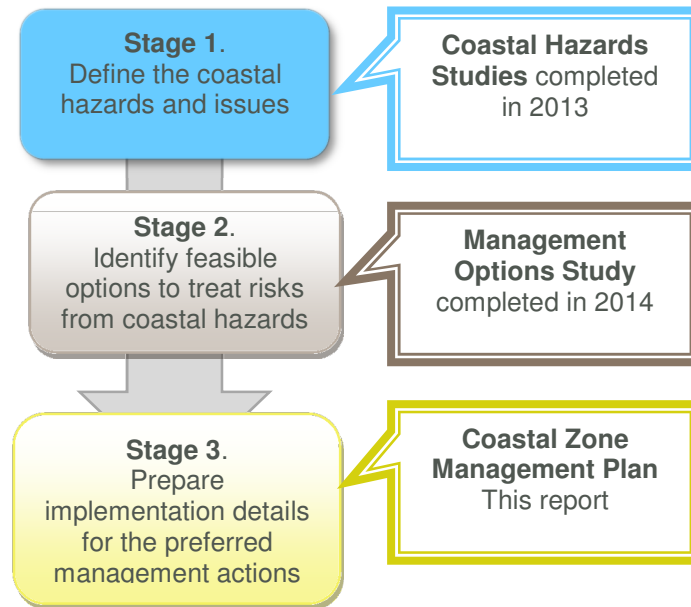 Stage 1.
Define the coastal
hazards and issues
Coastal Hazards
Studies completed
in 2013
Stage 2.
Identify feasible
options to treat risks
from coastal hazards
Management
Options Study
completed in 2014
Stage 3.
Prepare
implementation details
for the preferred
management actions
Coastal Zone
Management Plan
This report